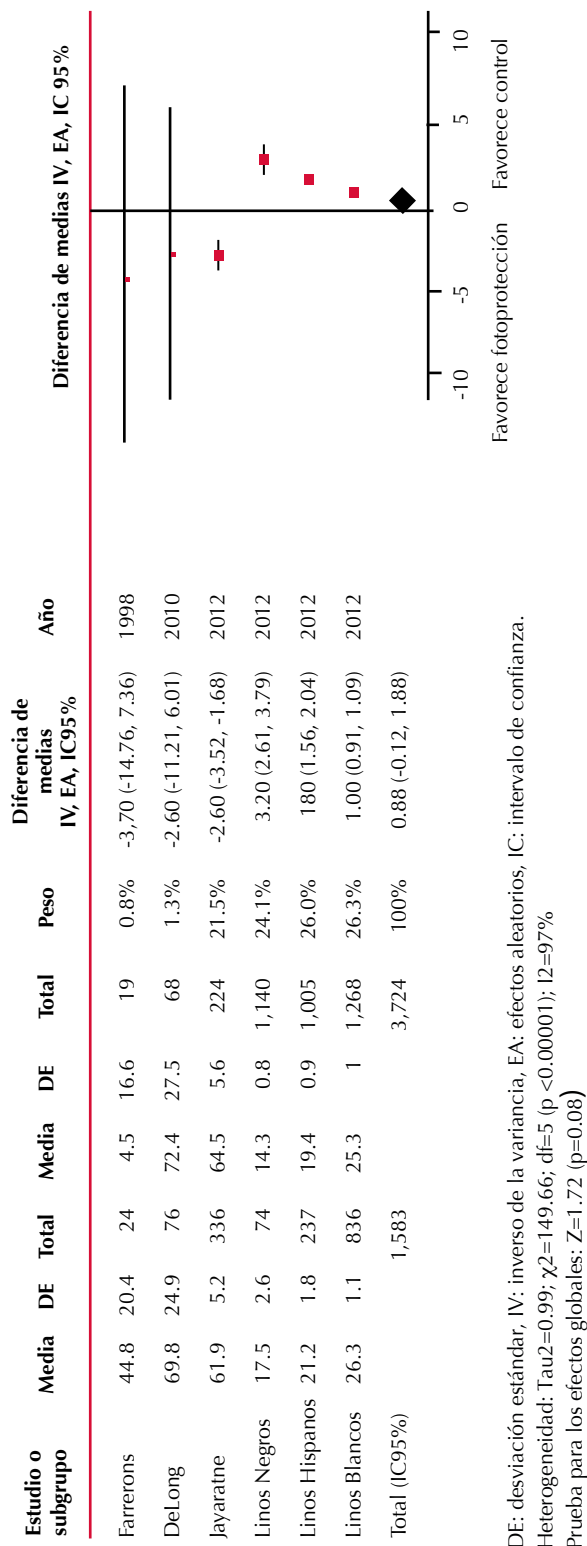 Estudio o subgrupo Media DE Total Media DE Total Peso Diferencia de medias IV, EA, IC95% Año Diferencia de medias IV, EA, IC 95%
Farrerons 44.8 20.4 24 4.5 16.6 19 0.8% -3,70 (-14.76, 7.36) 1998
DeLong 69.8 24.9 76 72.4 27.5 68 1.3% -2.60 (-11.21, 6.01) 2010
Jayaratne 61.9 5.2 336 64.5 5.6 224 21.5% -2.60 (-3.52, -1.68) 2012
Linos Negros 17.5 2.6 74 14.3 0.8 1,140 24.1% 3.20 (2.61, 3.79) 2012
Linos Hispanos 21.2 1.8 237 19.4 0.9 1,005 26.0% 180 (1.56, 2.04) 2012
Linos Blancos 26.3 1.1 836 25.3 1 1,268 26.3% 1.00 (0.91, 1.09) 2012
Total (IC95%) 1,583 3,724 100% 0.88 (-0.12, 1.88)
-10 -5 0 5 10
Favorece fotoprotección Favorece control
DE: desviación estándar, IV: inverso de la variancia, EA: efectos aleatorios, IC: intervalo de confianza.
Heterogeneidad: Tau2=0.99; χ2=149.66; df=5 (p <0.00001); I2=97%
Prueba para los efectos globales: Z=1.72 (p=0.08)